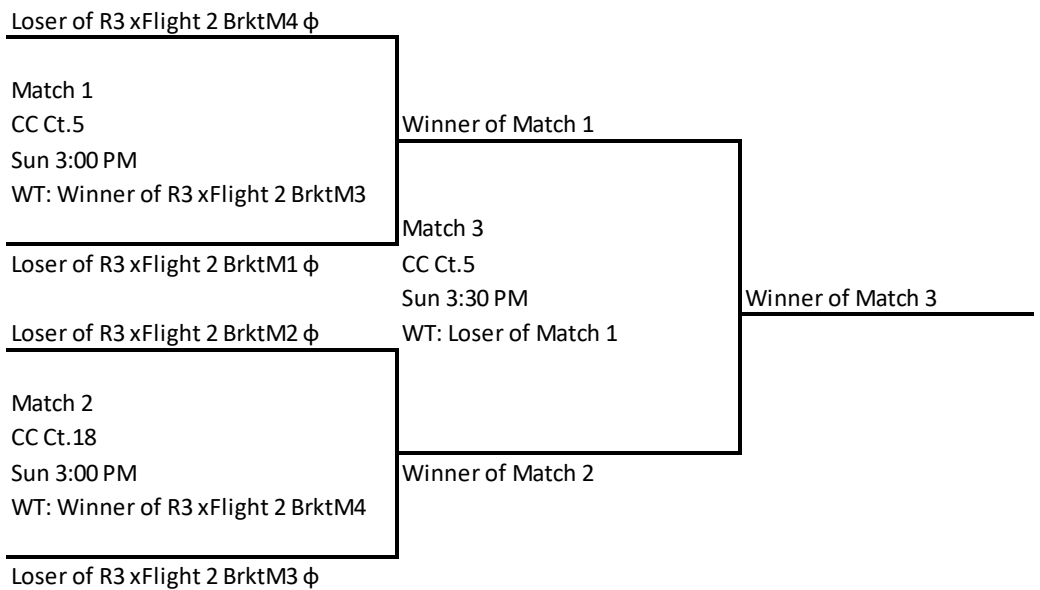 Loser of R3 xFlight 2 BrktM4 ϕ
Match 1
CC Ct.5
Sun 3:00 PM
WT: Winner of R3 xFlight 2 BrktM3
Loser of R3 xFlight 2 BrktM1 ϕ
Winner of Match 1
Match 3
CC Ct.5
Sun 3:30 PM
WT: Loser of Match 1
Winner of Match 3
Loser of R3 xFlight 2 BrktM2 ϕ
Match 2
CC Ct.18
Sun 3:00 PM
WT: Winner of R3 xFlight 2 BrktM4
Loser of R3 xFlight 2 BrktM3 ϕ
Winner of Match 2